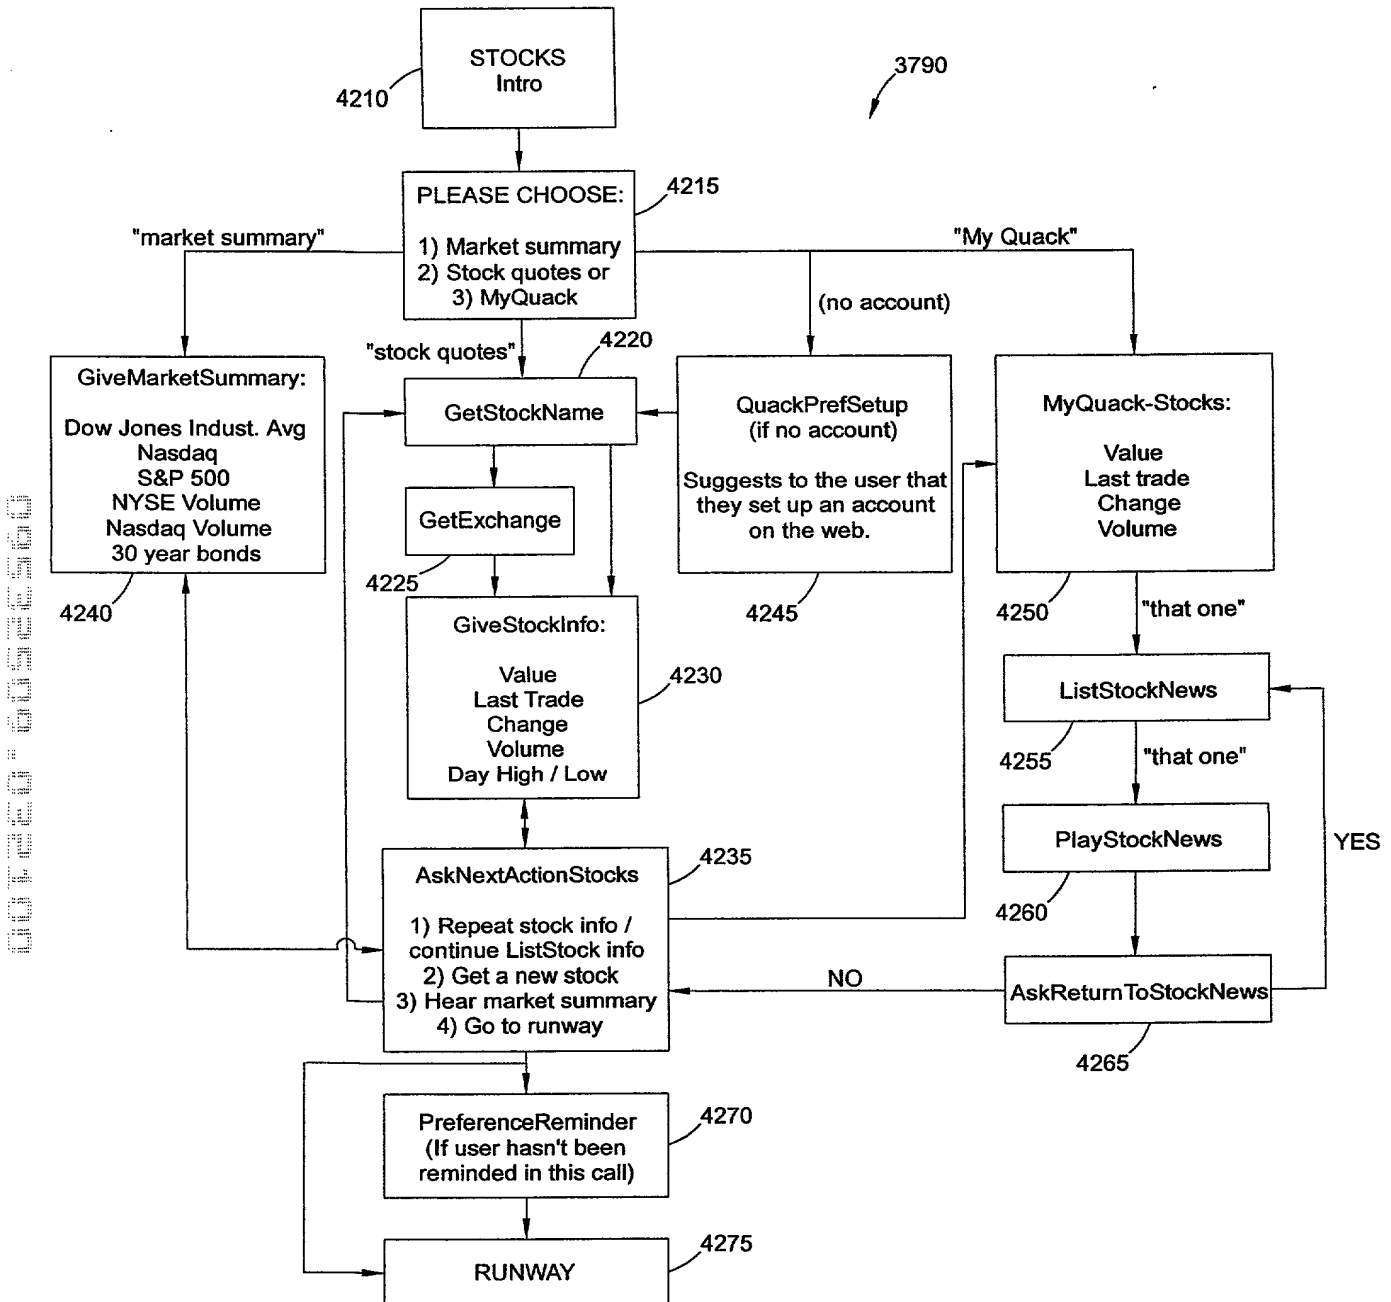 STOCKS
Intro
4210
3790
PLEASE CHOOSE:
1) Market summary
2) Stock quotes or
3) MyQuack
4215
"market summary"
"My Quack"
(no account)
"stock quotes"
4220
GiveMarketSummary:
Dow Jones Indust. Avg
Nasdaq
S&P 500
NYSE Volume
Nasdaq Volume
30 year bonds
4240
GetStockName
GetExchange
4225
QuackPrefSetup
(if no account)
Suggests to the user that
they set up an account
on the web.
4245
MyQuack-Stocks:
Value
Last trade
Change
Volume
4250
"that one"
GiveStockInfo:
Value
Last Trade
Change
Volume
Day High / Low
4230
ListStockNews
4255
"that one"
PlayStockNews
4260
YES
AskNextActionStocks
1) Repeat stock info /
continue ListStock info
2) Get a new stock
3) Hear market summary
4) Go to runway
4235
NO
AskReturnToStockNews
4265
PreferenceReminder
(If user hasn't been
reminded in this call)
4270
RUNWAY
4275